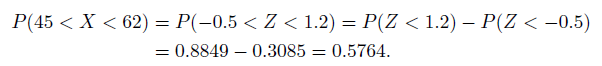 P(45 < X < 62) = P(−0.5 < Z < 1.2) = P(Z < 1.2) − P(Z < −0.5)
= 0.8849 − 0.3085 = 0.5764.